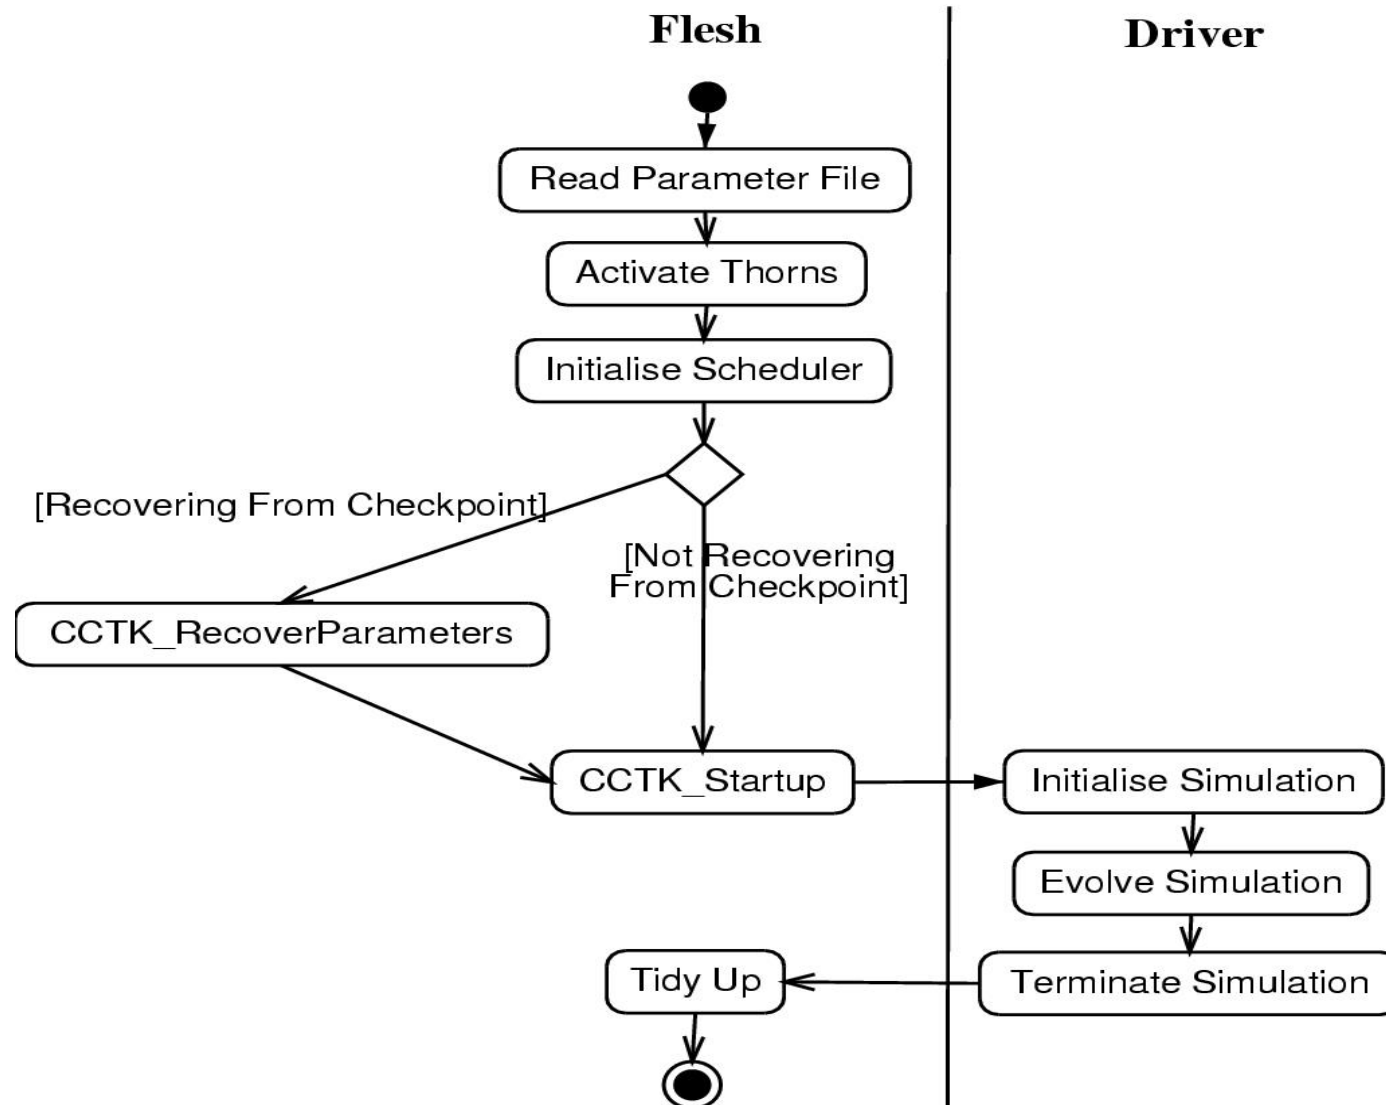 Flesh
Driver
Read Parameter File
Activate Thorns
Initialise Scheduler
[Recovering From Checkpoint]
[Not Recovering
From Checkpoint]
CCTK_RecoverParameters
CCTK_Startup
Initialise Simulation
Evolve Simulation
Tidy Up
Terminate Simulation